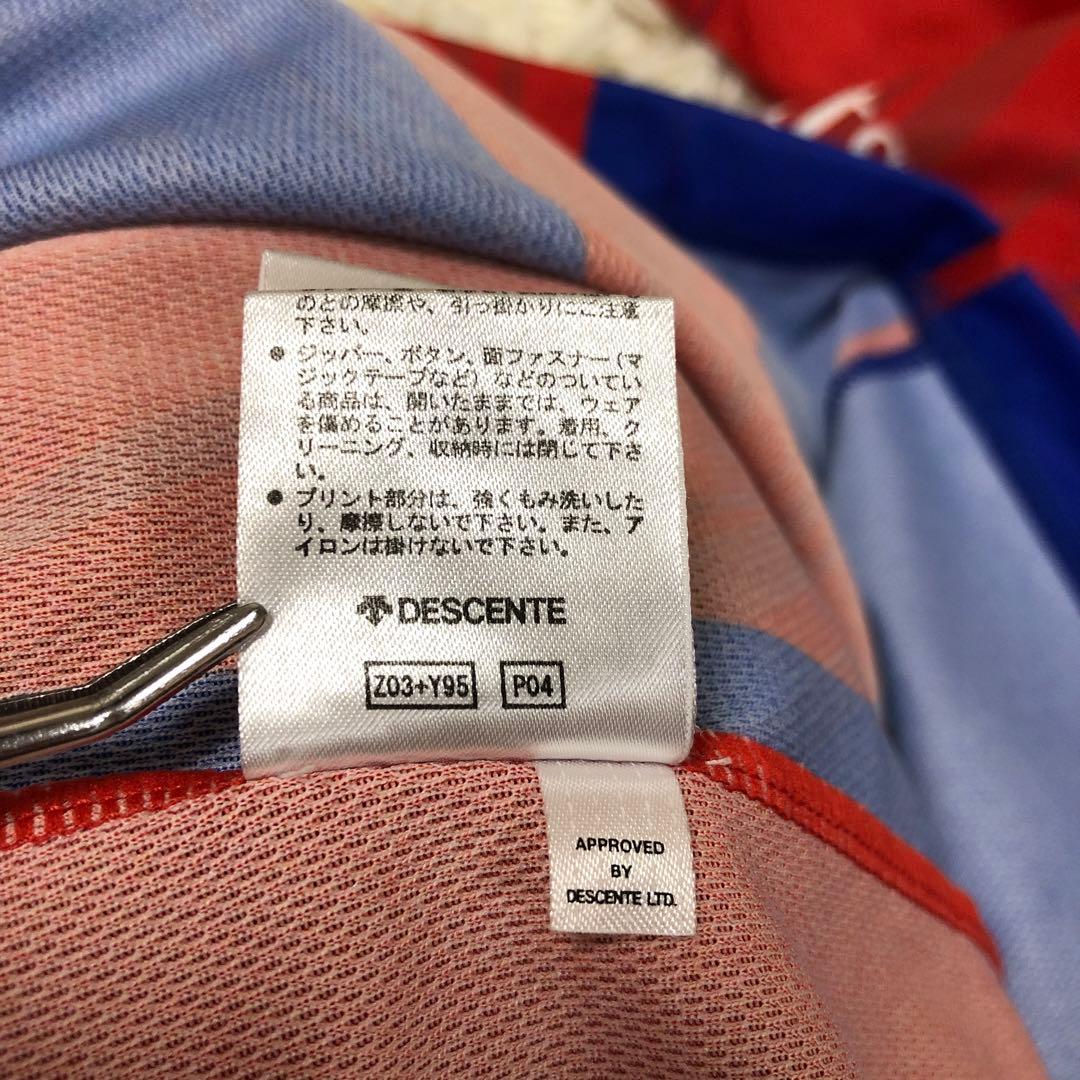 のとの摩擦や、引っ掛かりにご注意
下さい。
● ジッパー、ボタン、面ファスナー(マ
ジックテープなど)などのついてい
る商品は、開いたままでは、ウェア
を傷めることがあります。着用、ク
リーニング、収納時には閉じて下さ
い。
● プリント部分は、強くもみ洗いした
り、摩擦しないで下さい。また、ア
イロンは掛けないで下さい。
DESCENTE
Z03+Y95 P04
APPROVED
BY
DESCENTE LTD.